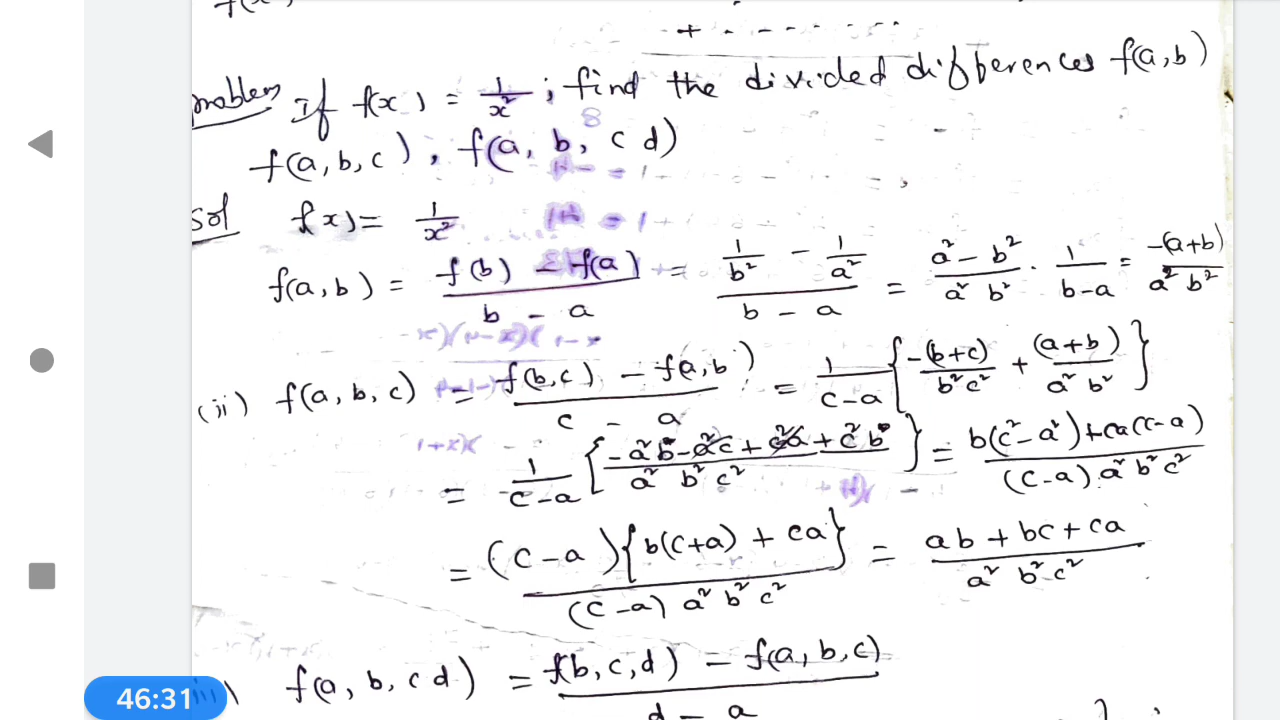 Problem If f(x) = 1/x² ; find the divided differences f(a,b)
f(a,b,c), f(a, b, c d)
Sol f(x) = 1/x²
f(a,b) = (f(b) - f(a))/(b - a) = (1/b² - 1/a²)/(b - a) = (a² - b²)/(a² b²) · 1/(b-a) = -(a+b)/(a² b²)
(ii) f(a,b,c) = (f(b,c) - f(a,b))/(c - a) = 1/(c-a) { -(b+c)/(b² c²) + (a+b)/(a² b²) }
= 1/(c-a) { (-a²b - a²c + c²a + c²b)/(a² b² c²) } = (b(c²-a²) + ca(c-a))/((c-a) a² b² c²)
= (c-a){b(c+a) + ca}/((c-a) a² b² c²) = (ab + bc + ca)/(a² b² c²)
f(a, b, c d) = (f(b,c,d) - f(a,b,c))/(d - a)
46:31